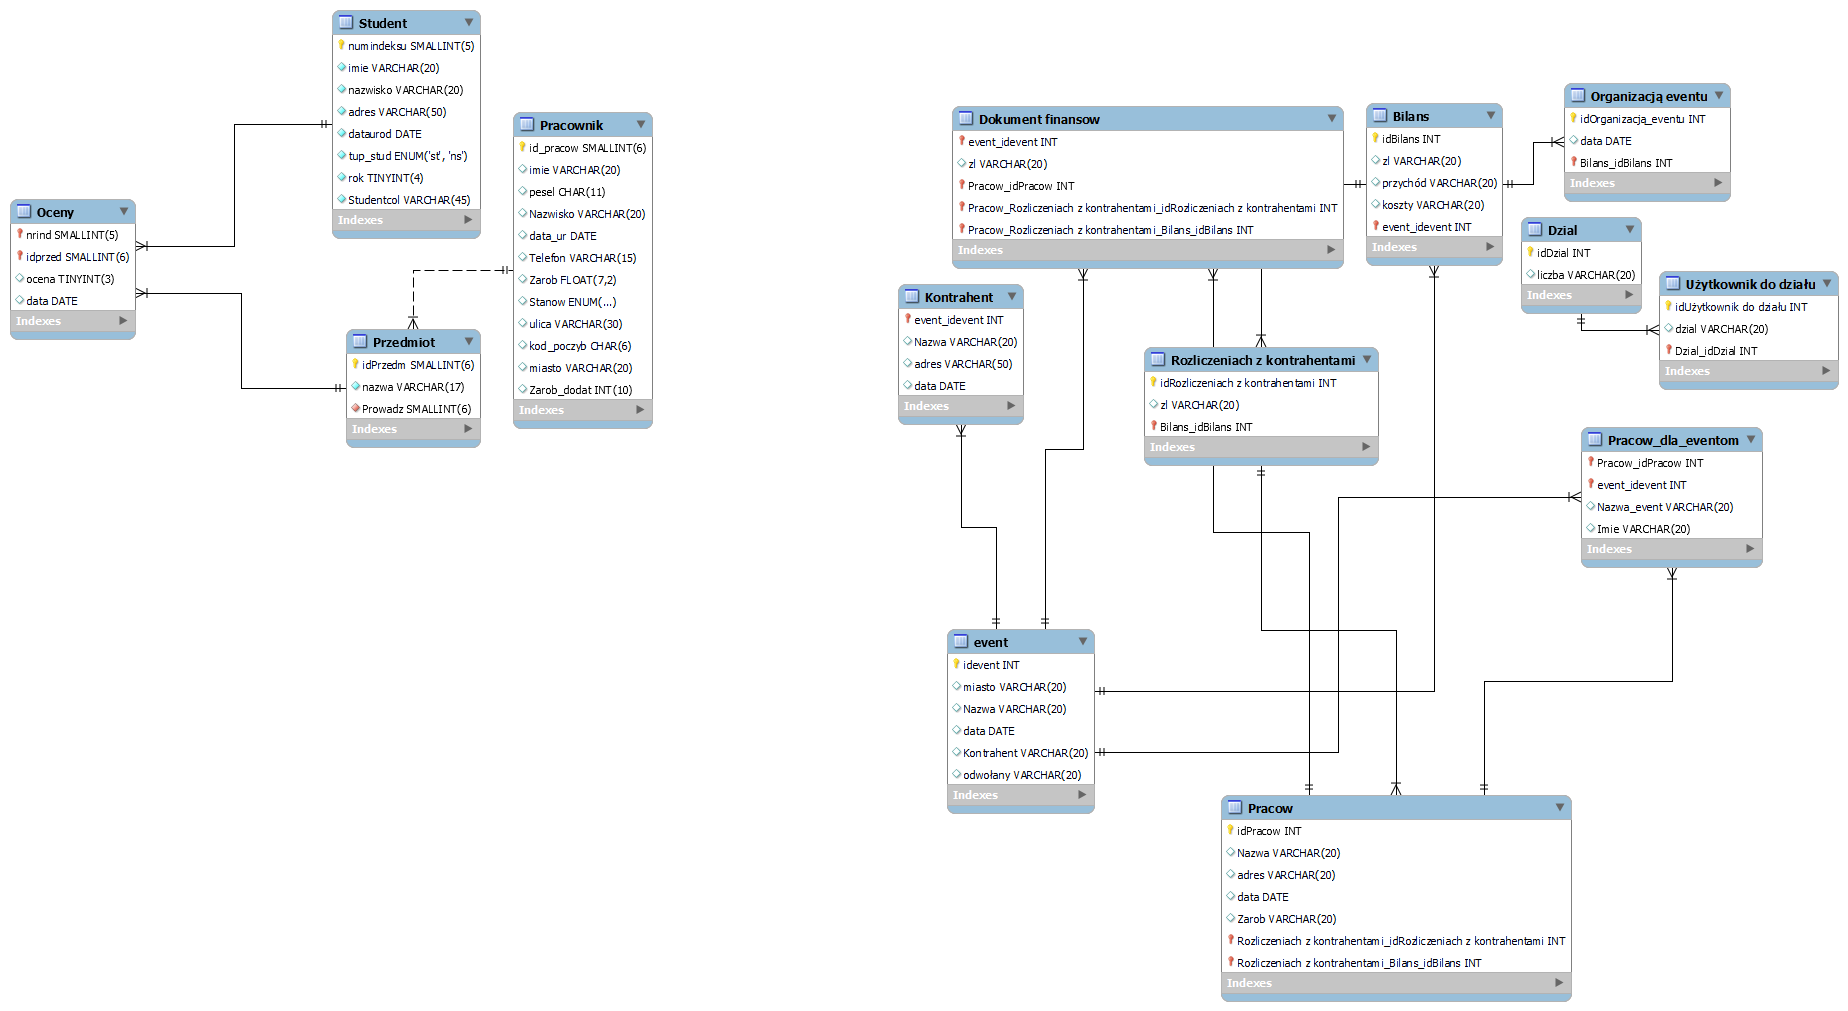 Student
numindeksu SMALLINT(5)
imie VARCHAR(20)
nazwisko VARCHAR(20)
adres VARCHAR(50)
dataurod DATE
tup_stud ENUM('st', 'ns')
rok TINYINT(4)
Studentcol VARCHAR(45)
Indexes
Pracownik
id_pracow SMALLINT(6)
imie VARCHAR(20)
pesel CHAR(11)
Nazwisko VARCHAR(20)
data_ur DATE
Telefon VARCHAR(15)
Zarob FLOAT(7,2)
Stanow ENUM(...)
ulica VARCHAR(30)
kod_poczyb CHAR(6)
miasto VARCHAR(20)
Zarob_dodat INT(10)
Indexes
Oceny
nrind SMALLINT(5)
idprzed SMALLINT(6)
ocena TINYINT(3)
data DATE
Indexes
Przedmiot
idPrzedm SMALLINT(6)
nazwa VARCHAR(17)
Prowadz SMALLINT(6)
Indexes
Dokument finansow
event_idevent INT
zl VARCHAR(20)
Pracow_idPracow INT
Pracow_Rozliczeniach z kontrahentami_idRozliczeniach z kontrahentami INT
Pracow_Rozliczeniach z kontrahentami_Bilans_idBilans INT
Indexes
Bilans
idBilans INT
zl VARCHAR(20)
przychód VARCHAR(20)
koszty VARCHAR(20)
event_idevent INT
Indexes
Organizacją eventu
idOrganizacją_eventu INT
data DATE
Bilans_idBilans INT
Indexes
Dzial
idDzial INT
liczba VARCHAR(20)
Indexes
Użytkownik do działu
idUżytkownik do działu INT
dzial VARCHAR(20)
Dzial_idDzial INT
Indexes
Kontrahent
event_idevent INT
Nazwa VARCHAR(20)
adres VARCHAR(50)
data DATE
Indexes
Rozliczeniach z kontrahentami
idRozliczeniach z kontrahentami INT
zl VARCHAR(20)
Bilans_idBilans INT
Indexes
Pracow_dla_eventom
Pracow_idPracow INT
event_idevent INT
Nazwa_event VARCHAR(20)
Imie VARCHAR(20)
Indexes
event
idevent INT
miasto VARCHAR(20)
Nazwa VARCHAR(20)
data DATE
Kontrahent VARCHAR(20)
odwołany VARCHAR(20)
Indexes
Pracow
idPracow INT
Nazwa VARCHAR(20)
adres VARCHAR(20)
data DATE
Zarob VARCHAR(20)
Rozliczeniach z kontrahentami_idRozliczeniach z kontrahentami INT
Rozliczeniach z kontrahentami_Bilans_idBilans INT
Indexes